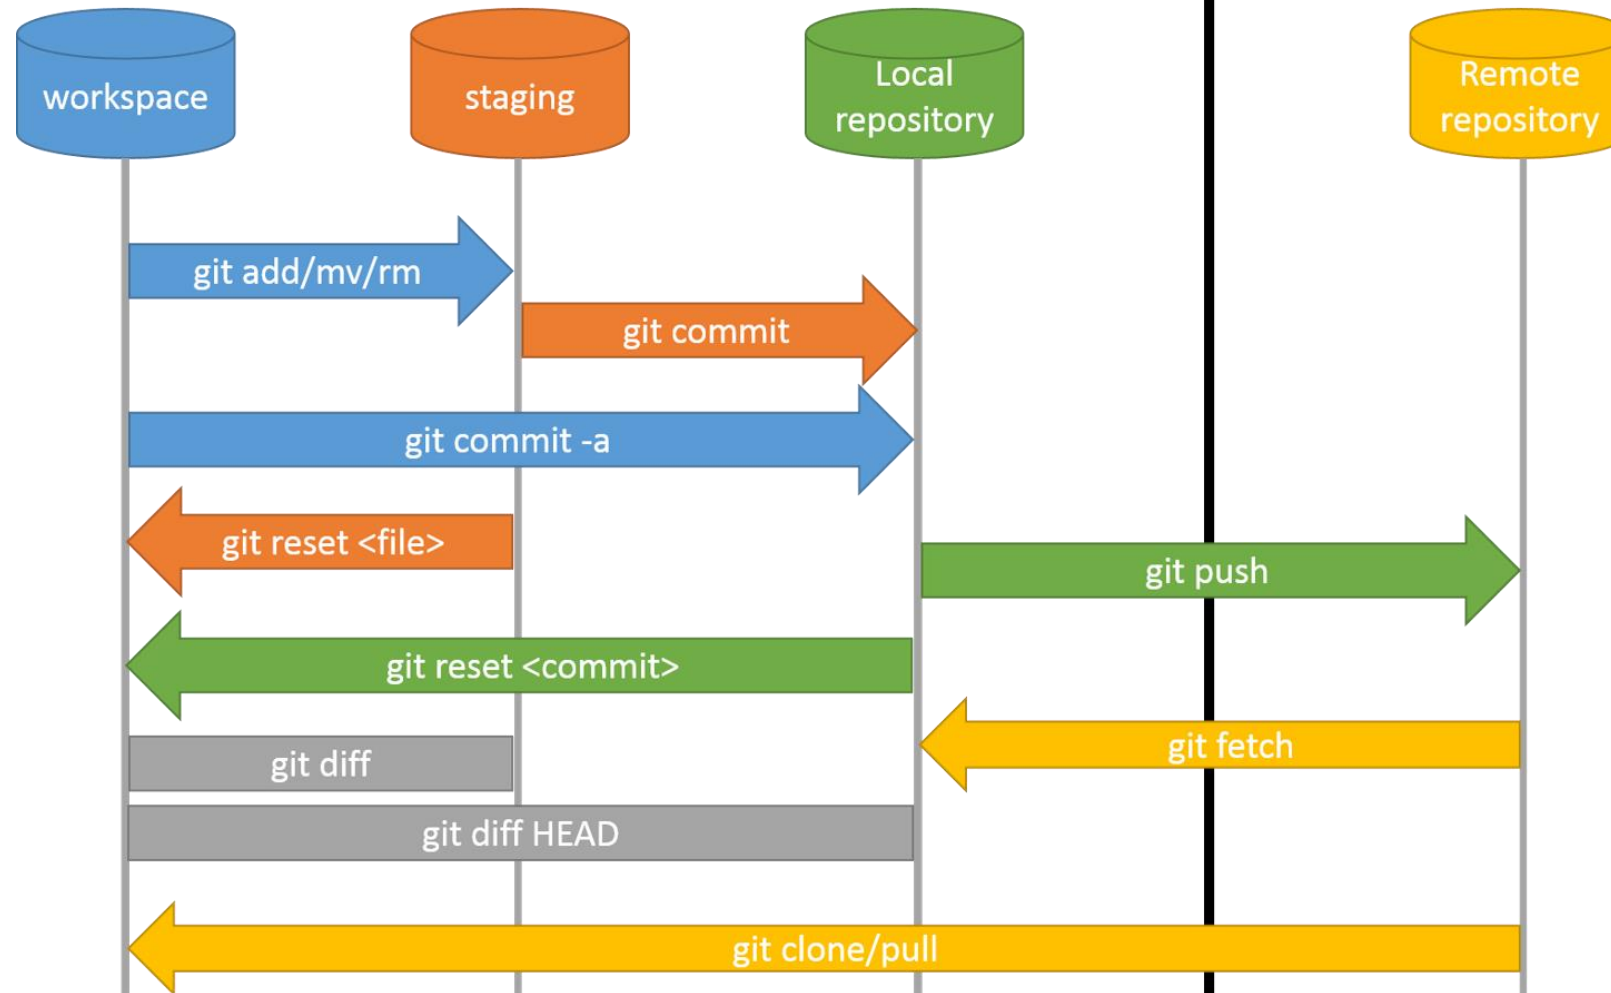 workspace
staging
Local
repository
Remote
repository
git add/mv/rm
git commit
git commit -a
git reset <file>
git push
git reset <commit>
git fetch
git diff
git diff HEAD
git clone/pull